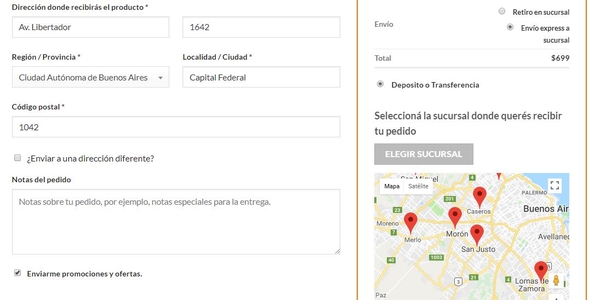 Dirección donde recibirás el producto *
Av. Libertador
1642
Región / Provincia *
Localidad / Ciudad *
Ciudad Autónoma de Buenos Aires
Capital Federal
Código postal *
1042
¿Enviar a una dirección diferente?
Notas del pedido
Notas sobre tu pedido, por ejemplo, notas especiales para la entrega.
Enviarme promociones y ofertas.
Retiro en sucursal
Envío
Envío express a
sucursal
Total
$699
Deposito o Transferencia
Seleccioná la sucursal donde querés recibir
tu pedido
ELEGIR SUCURSAL
Mapa
Satélite
PALERMO
Buenos Air
Caseros
Moreno
Morón
Merlo
Avellaned
San Justo
1002
Lomas de
Zamora